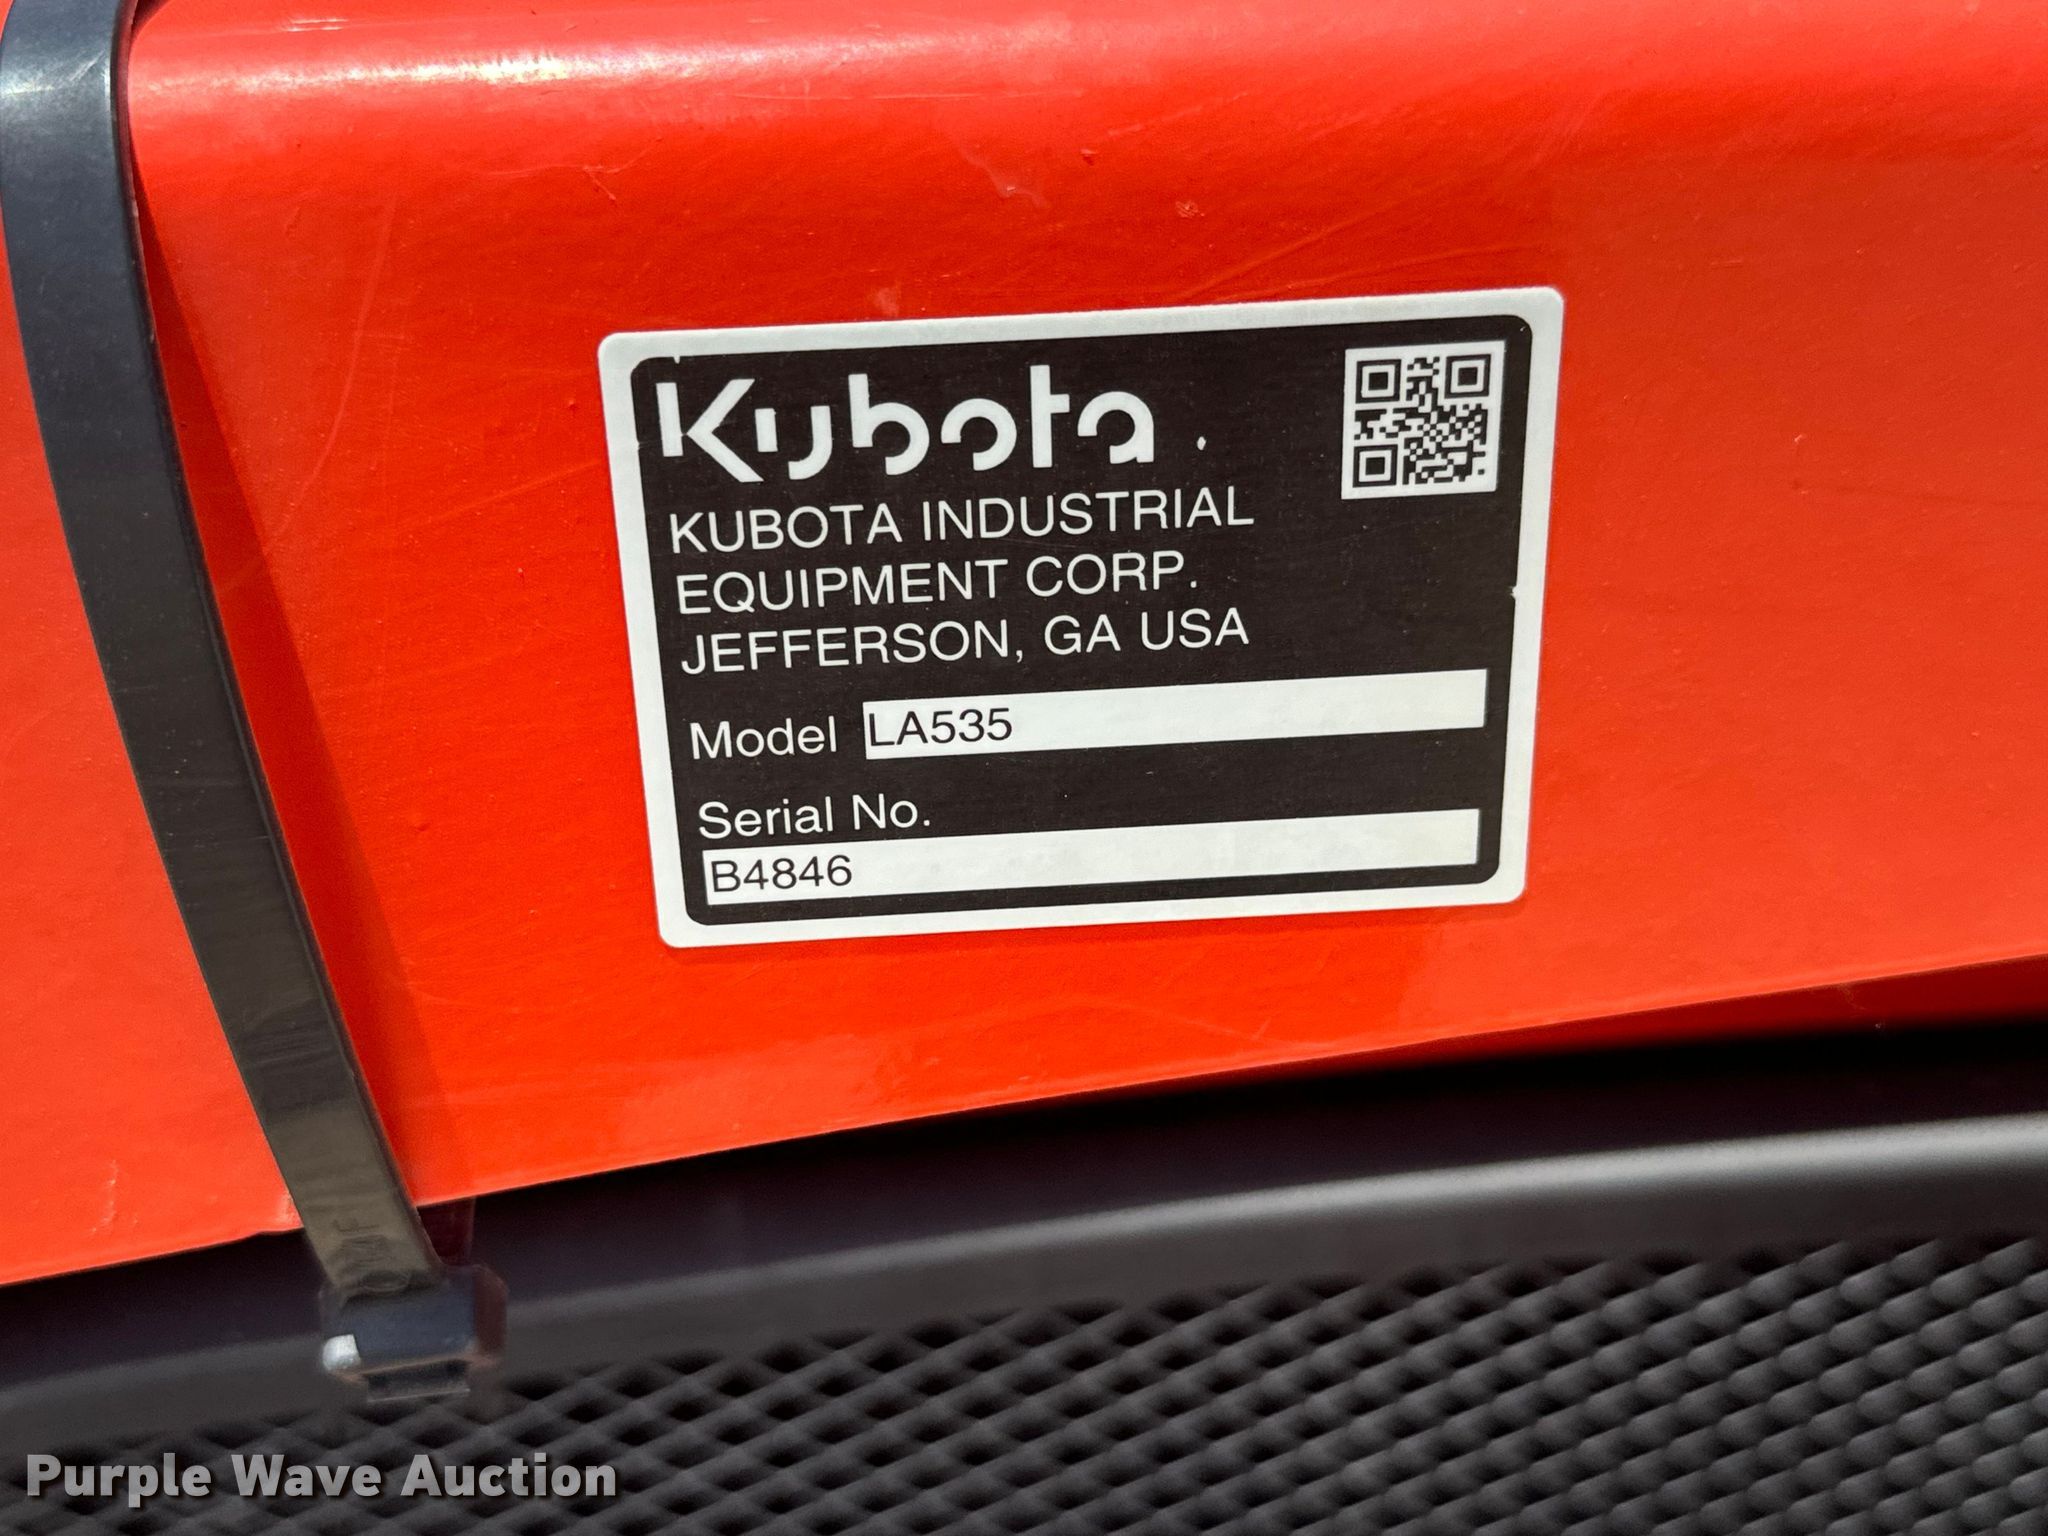 Kubota
KUBOTA INDUSTRIAL
EQUIPMENT CORP.
JEFFERSON, GA USA
Model LA535
Serial No.
B4846
Purple Wave Auction